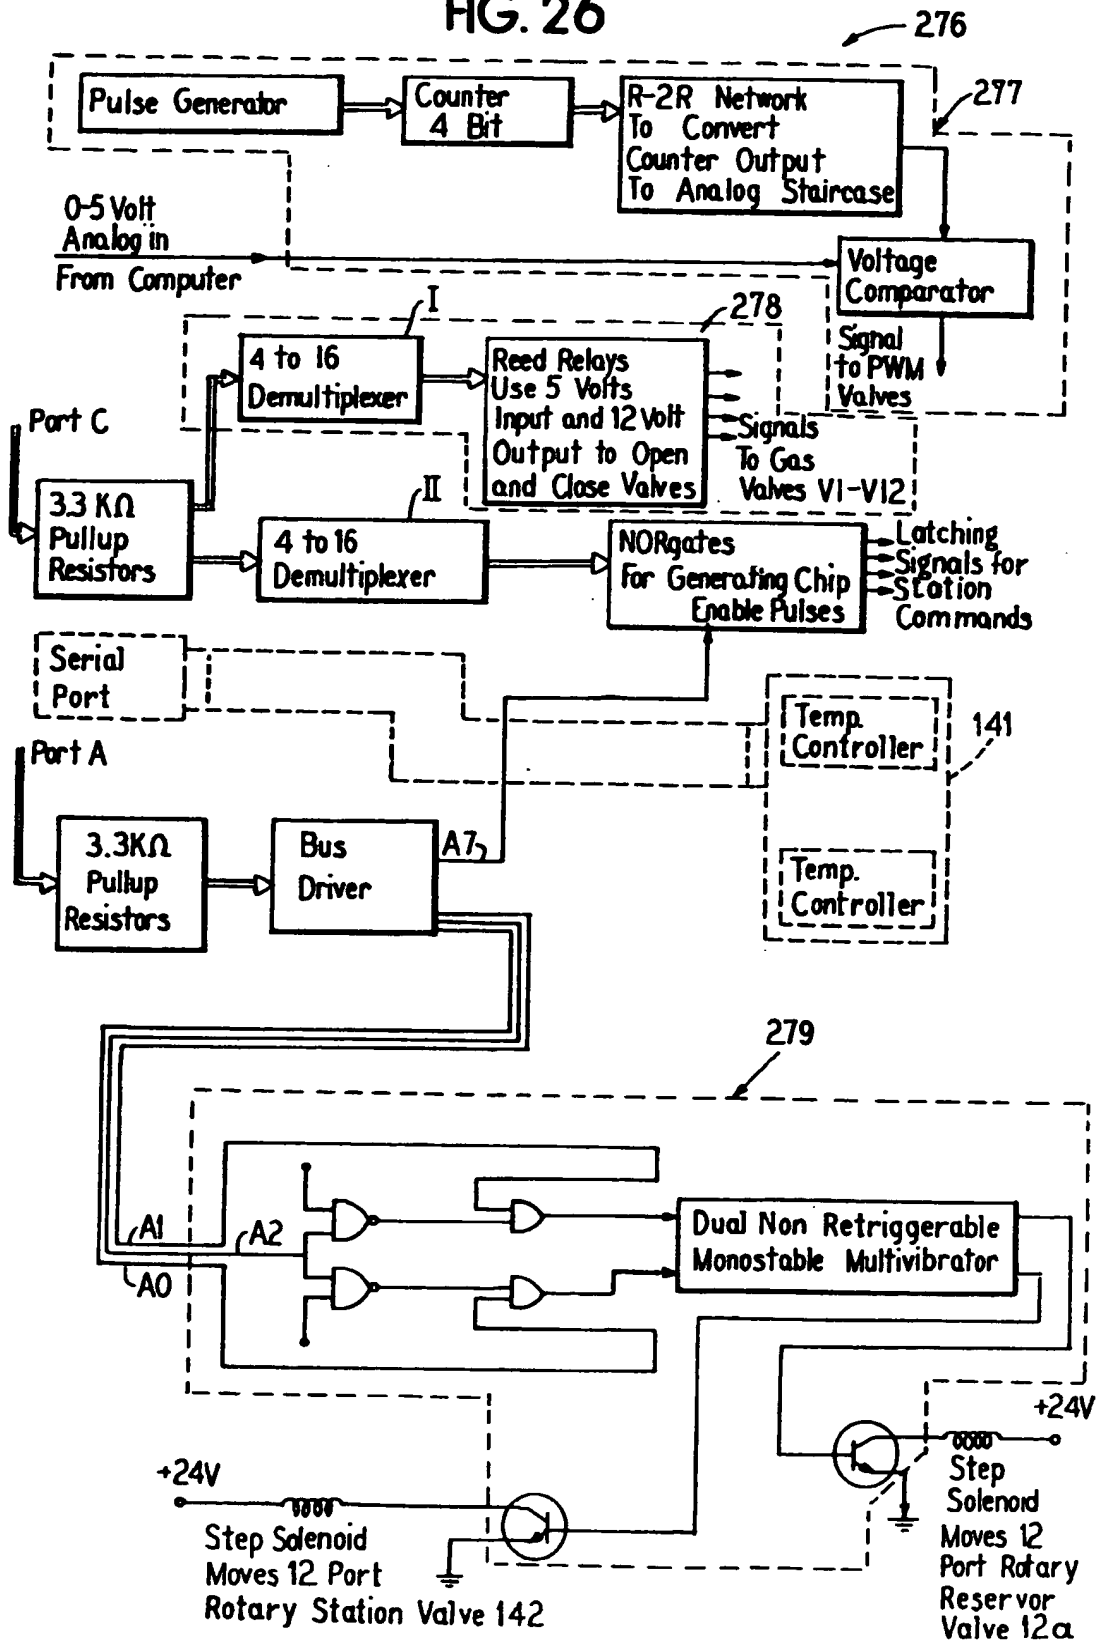 FIG. 26
276
Pulse Generator
Counter
4 Bit
R-2R Network
To Convert
Counter Output
To Analog Staircase
277
0-5 Volt
Analog in
From Computer
Voltage
Comparator
Signal
to PWM
Valves
I
278
4 to 16
Demultiplexer
Reed Relays
Use 5 Volts
Input and 12 Volt
Output to Open
and Close Valves
Signals
To Gas
Valves V1-V12
Port C
3.3 KΩ
Pullup
Resistors
II
4 to 16
Demultiplexer
NORgates
For Generating Chip
Enable Pulses
Latching
Signals for
Station
Commands
Serial
Port
Temp.
Controller
141
Port A
3.3KΩ
Pullup
Resistors
Bus
Driver
A7
Temp.
Controller
279
A1
A2
A0
Dual Non Retriggerable
Monostable Multivibrator
+24V
Step
Solenoid
Moves 12
Port Rotary
Reservor
Valve 12a
+24V
Step Solenoid
Moves 12 Port
Rotary Station Valve 142